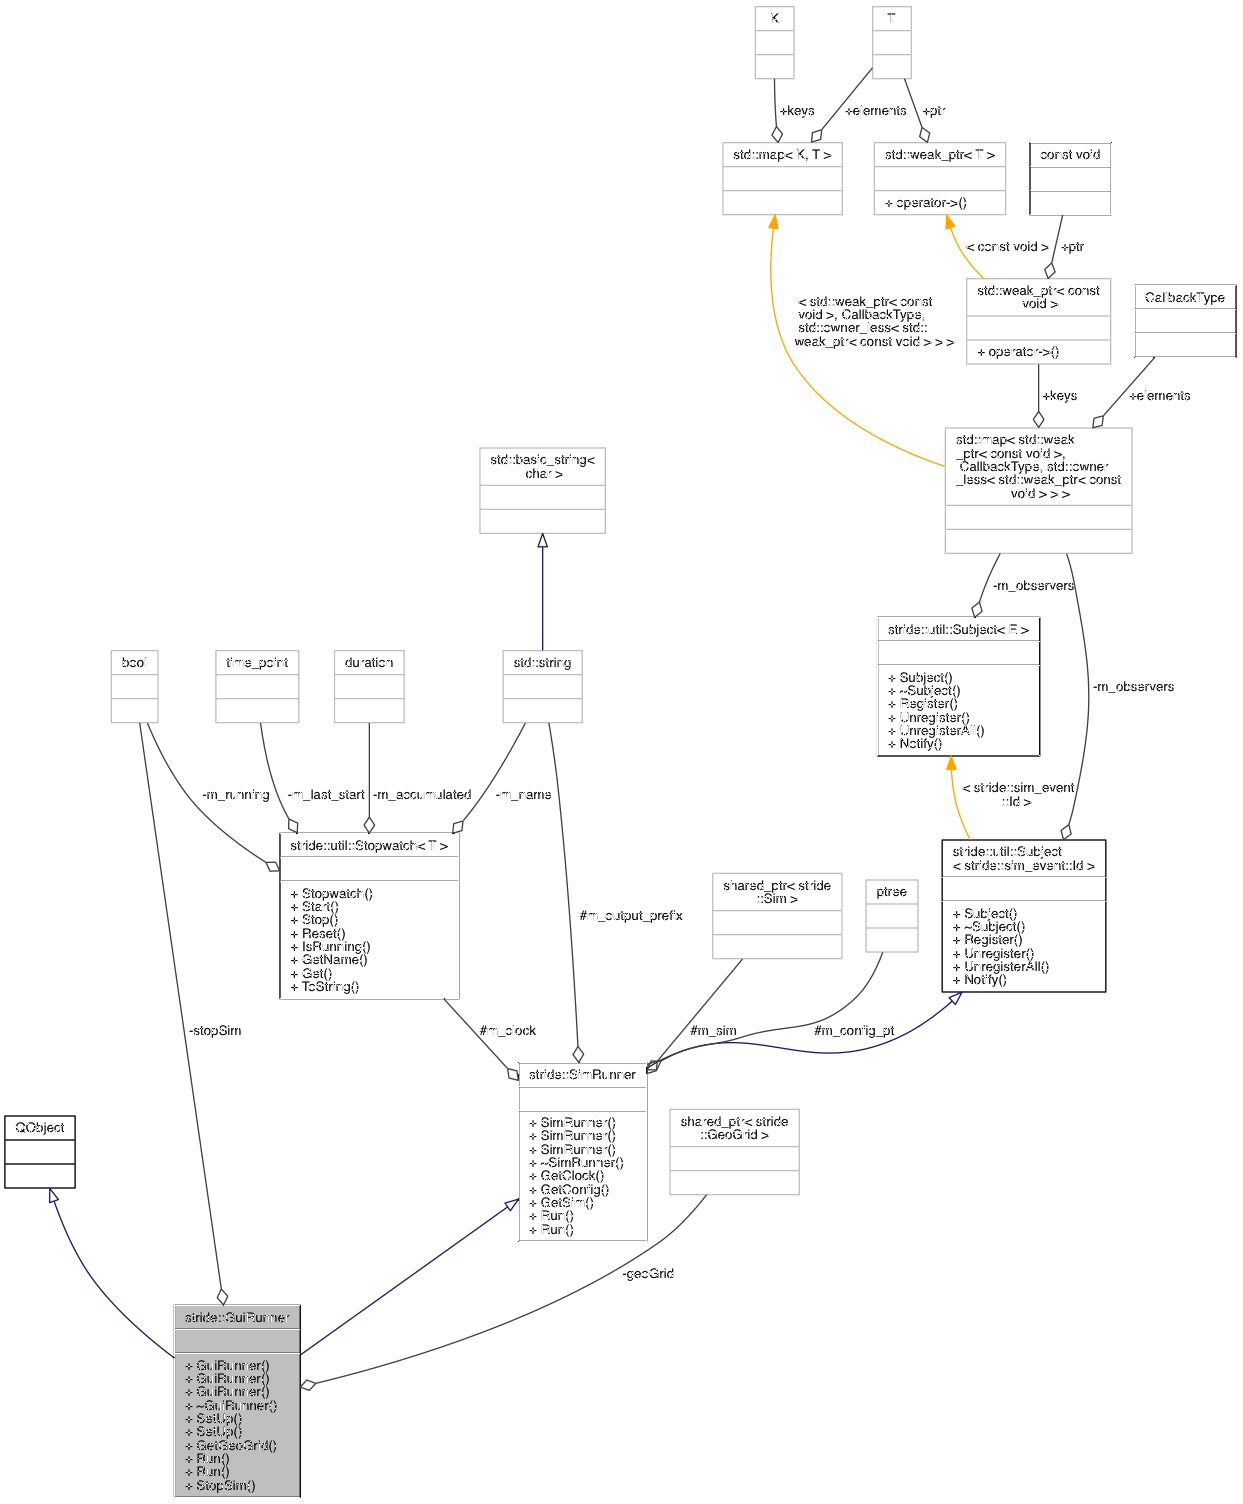 K
T
+keys
+elements
+ptr
std::map< K, T >
std::weak_ptr< T >
+ operator->()
const void
< const void >
+ptr
std::weak_ptr< const
void >
+ operator->()
CallbackType
< std::weak_ptr< const
void >, CallbackType,
std::owner_less< std::
weak_ptr< const void > > >
+keys
+elements
std::map< std::weak
_ptr< const void >,
CallbackType, std::owner
_less< std::weak_ptr< const
void > > >
std::basic_string<
char >
-m_observers
stride::util::Subject< E >
+ Subject()
+ ~Subject()
+ Register()
+ Unregister()
+ UnregisterAll()
+ Notify()
-m_observers
bool
time_point
duration
std::string
-m_running
-m_last_start
-m_accumulated
-m_name
< stride::sim_event
::Id >
stride::util::Stopwatch< T >
+ Stopwatch()
+ Start()
+ Stop()
+ Reset()
+ IsRunning()
+ GetName()
+ Get()
+ ToString()
stride::util::Subject
< stride::sim_event::Id >
+ Subject()
+ ~Subject()
+ Register()
+ Unregister()
+ UnregisterAll()
+ Notify()
shared_ptr< stride
::Sim >
ptree
#m_output_prefix
-stopSim
#m_clock
#m_sim
#m_config_pt
stride::SimRunner
+ SimRunner()
+ SimRunner()
+ SimRunner()
+ ~SimRunner()
+ GetClock()
+ GetConfig()
+ GetSim()
+ Run()
+ Run()
QObject
shared_ptr< stride
::GeoGrid >
-geoGrid
stride::GuiRunner
+ GuiRunner()
+ GuiRunner()
+ GuiRunner()
+ ~GuiRunner()
+ SetUp()
+ SetUp()
+ GetGeoGrid()
+ Run()
+ Run()
+ StopSim()